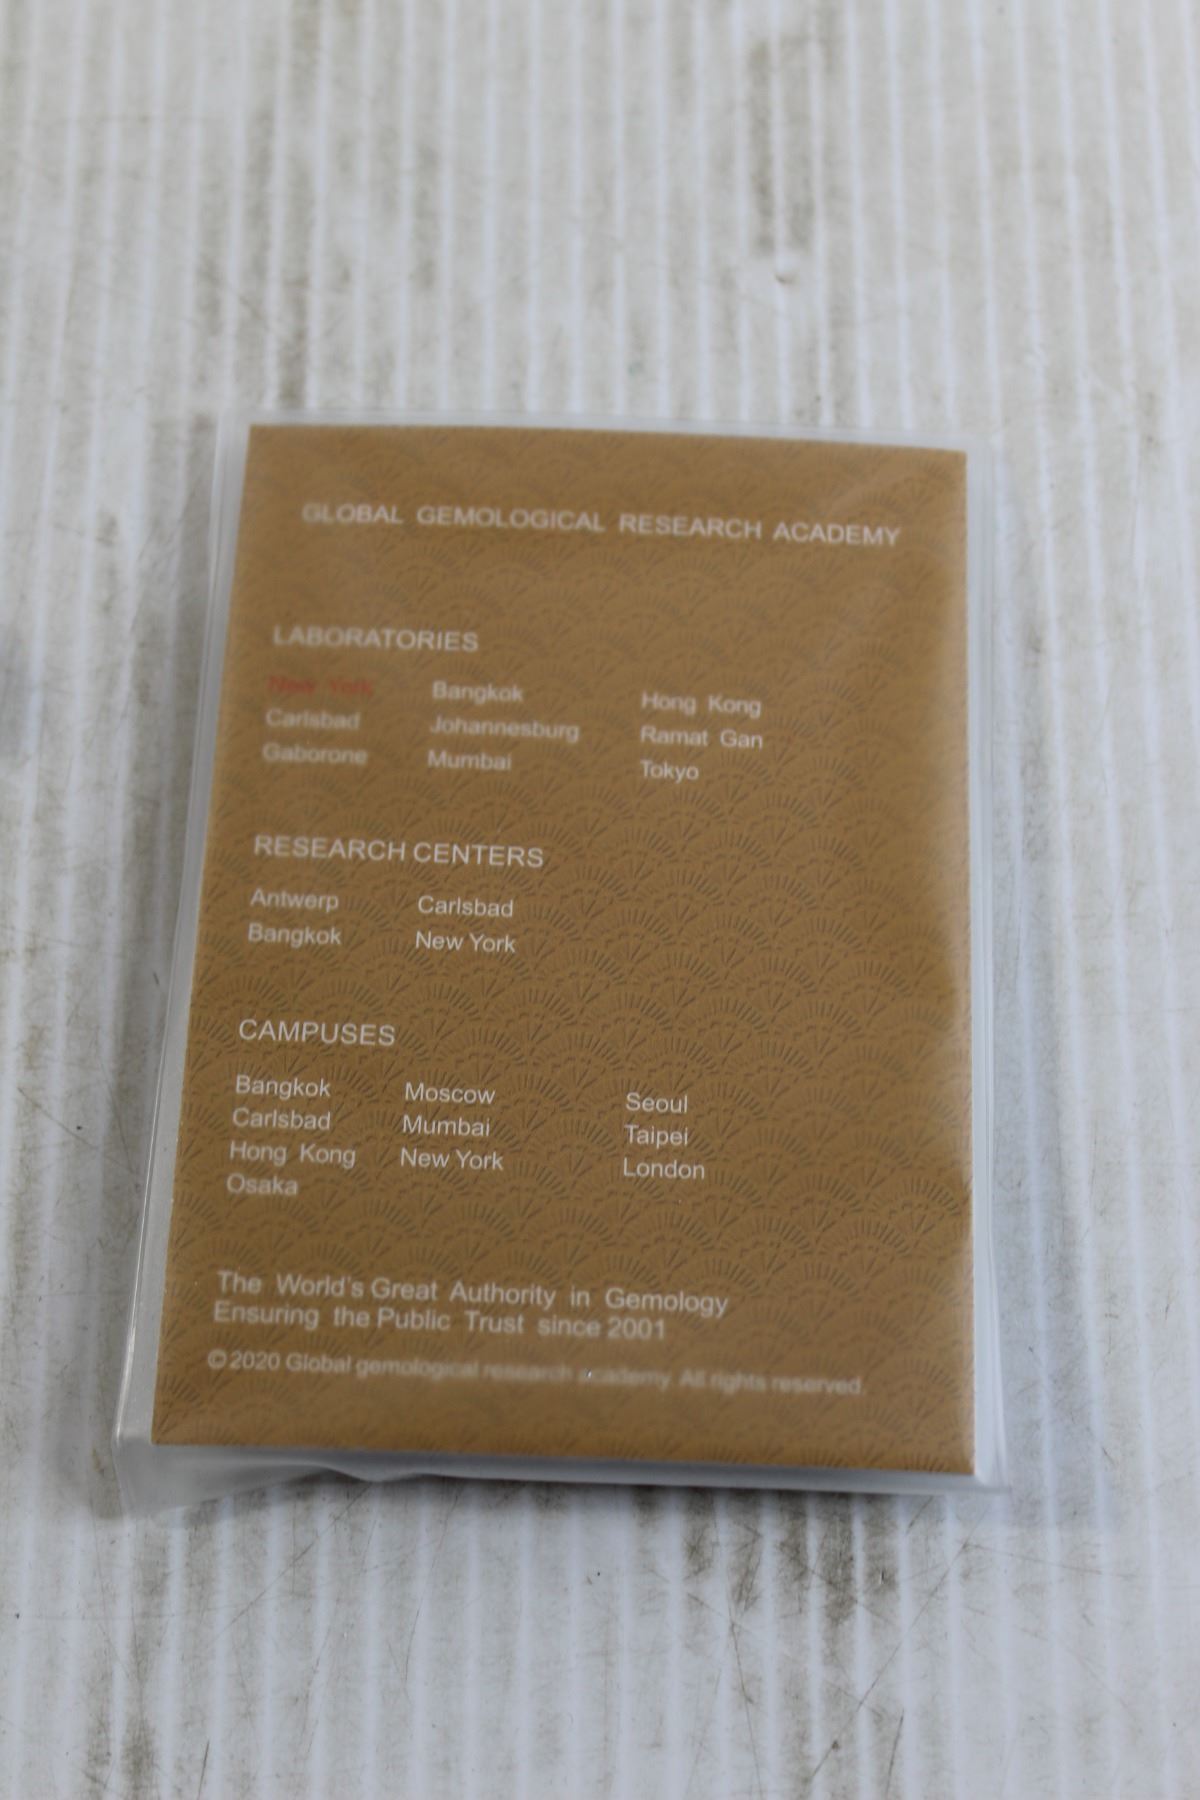 GLOBAL GEMOLOGICAL RESEARCH ACADEMY
LABORATORIES
New York Bangkok Hong Kong
Carlsbad Johannesburg Ramat Gan
Gaborone Mumbai Tokyo
RESEARCH CENTERS
Antwerp Carlsbad
Bangkok New York
CAMPUSES
Bangkok Moscow Seoul
Carlsbad Mumbai Taipei
Hong Kong New York London
Osaka
The World's Great Authority in Gemology
Ensuring the Public Trust since 2001
©2020 Global gemological research academy. All rights reserved.